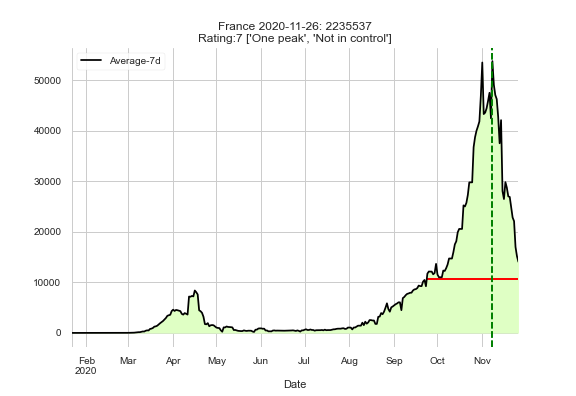 France 2020-11-26: 2235537
Rating:7 ['One peak', 'Not in control']
Average-7d
50000
40000
30000
20000
10000
0
Feb Mar Apr May Jun Jul Aug Sep Oct Nov
2020
Date